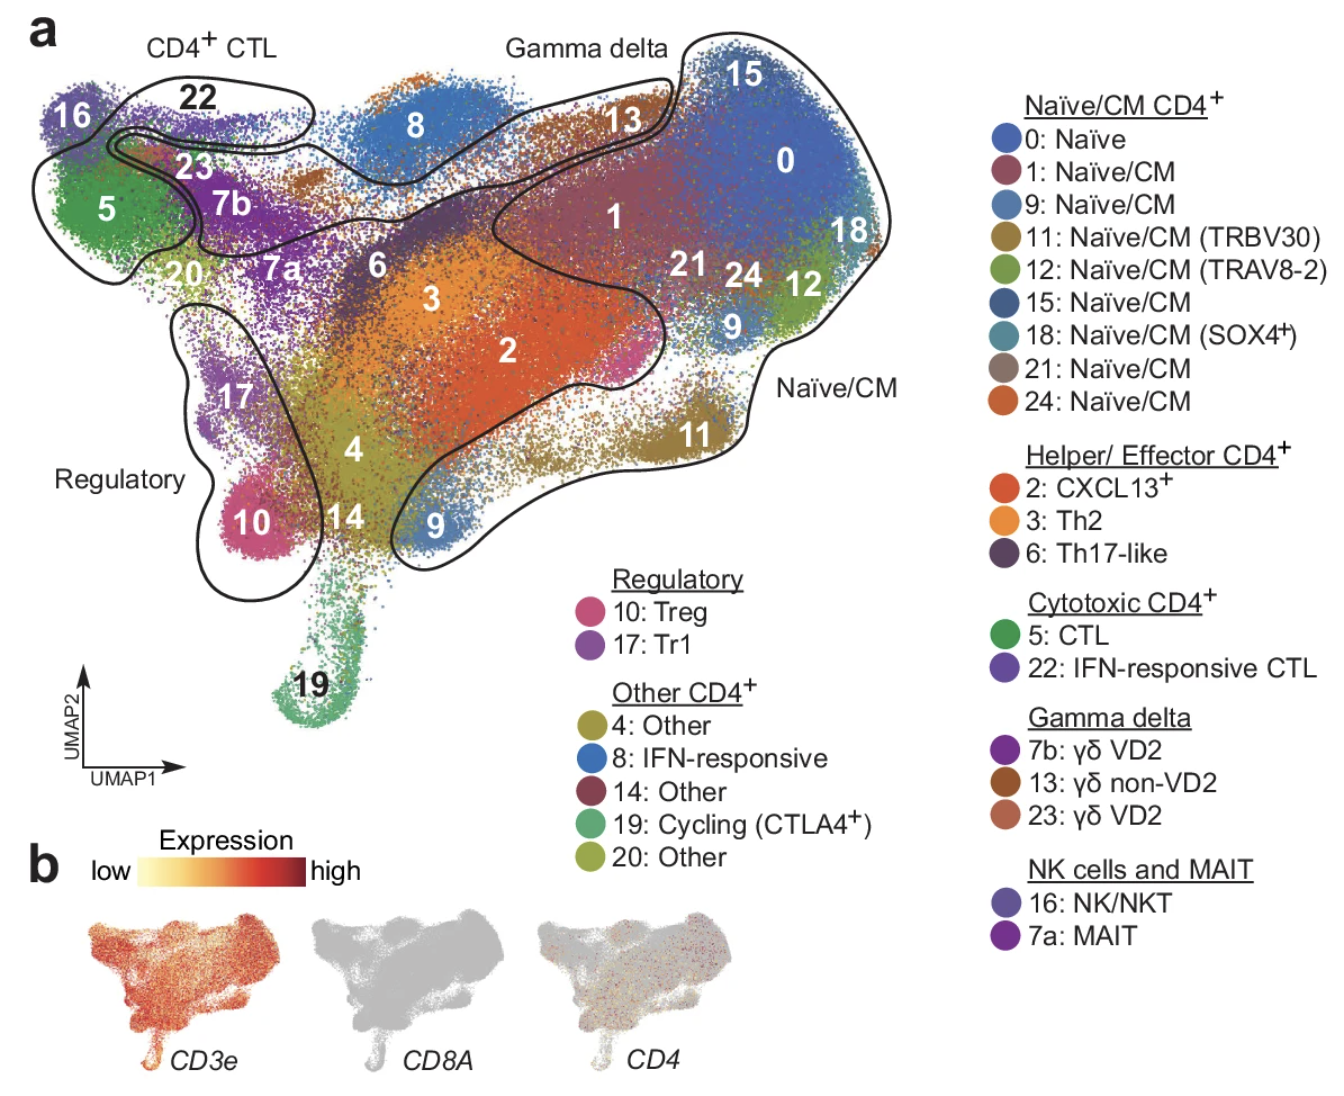 a
CD4+ CTL
Gamma delta
16
22
8
13
15
0
23
5
7b
1
18
20
7a
6
3
21
24
12
9
2
17
Naïve/CM
4
11
Regulatory
10
14
9
19
UMAP2
UMAP1
Naïve/CM CD4+
0: Naïve
1: Naïve/CM
9: Naïve/CM
11: Naïve/CM (TRBV30)
12: Naïve/CM (TRAV8-2)
15: Naïve/CM
18: Naïve/CM (SOX4+)
21: Naïve/CM
24: Naïve/CM
Helper/ Effector CD4+
2: CXCL13+
3: Th2
6: Th17-like
Cytotoxic CD4+
5: CTL
22: IFN-responsive CTL
Gamma delta
7b: γδ VD2
13: γδ non-VD2
23: γδ VD2
NK cells and MAIT
16: NK/NKT
7a: MAIT
Regulatory
10: Treg
17: Tr1
Other CD4+
4: Other
8: IFN-responsive
14: Other
19: Cycling (CTLA4+)
20: Other
b
Expression
low high
CD3e
CD8A
CD4